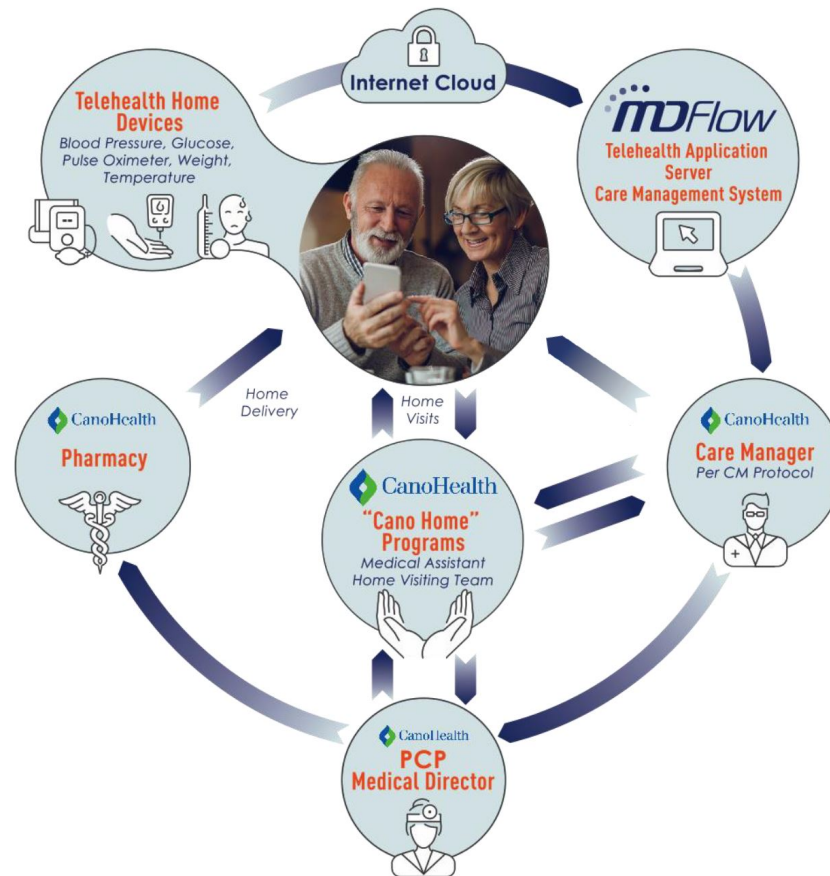 Internet Cloud
Telehealth Home
Devices
Blood Pressure, Glucose,
Pulse Oximeter, Weight,
Temperature
MDFlow
Telehealth Application
Server
Care Management System
Home
Delivery
Home
Visits
CanoHealth
Pharmacy
CanoHealth
"Cano Home"
Programs
Medical Assistant
Home Visiting Team
CanoHealth
Care Manager
Per CM Protocol
CanoHealth
PCP
Medical Director